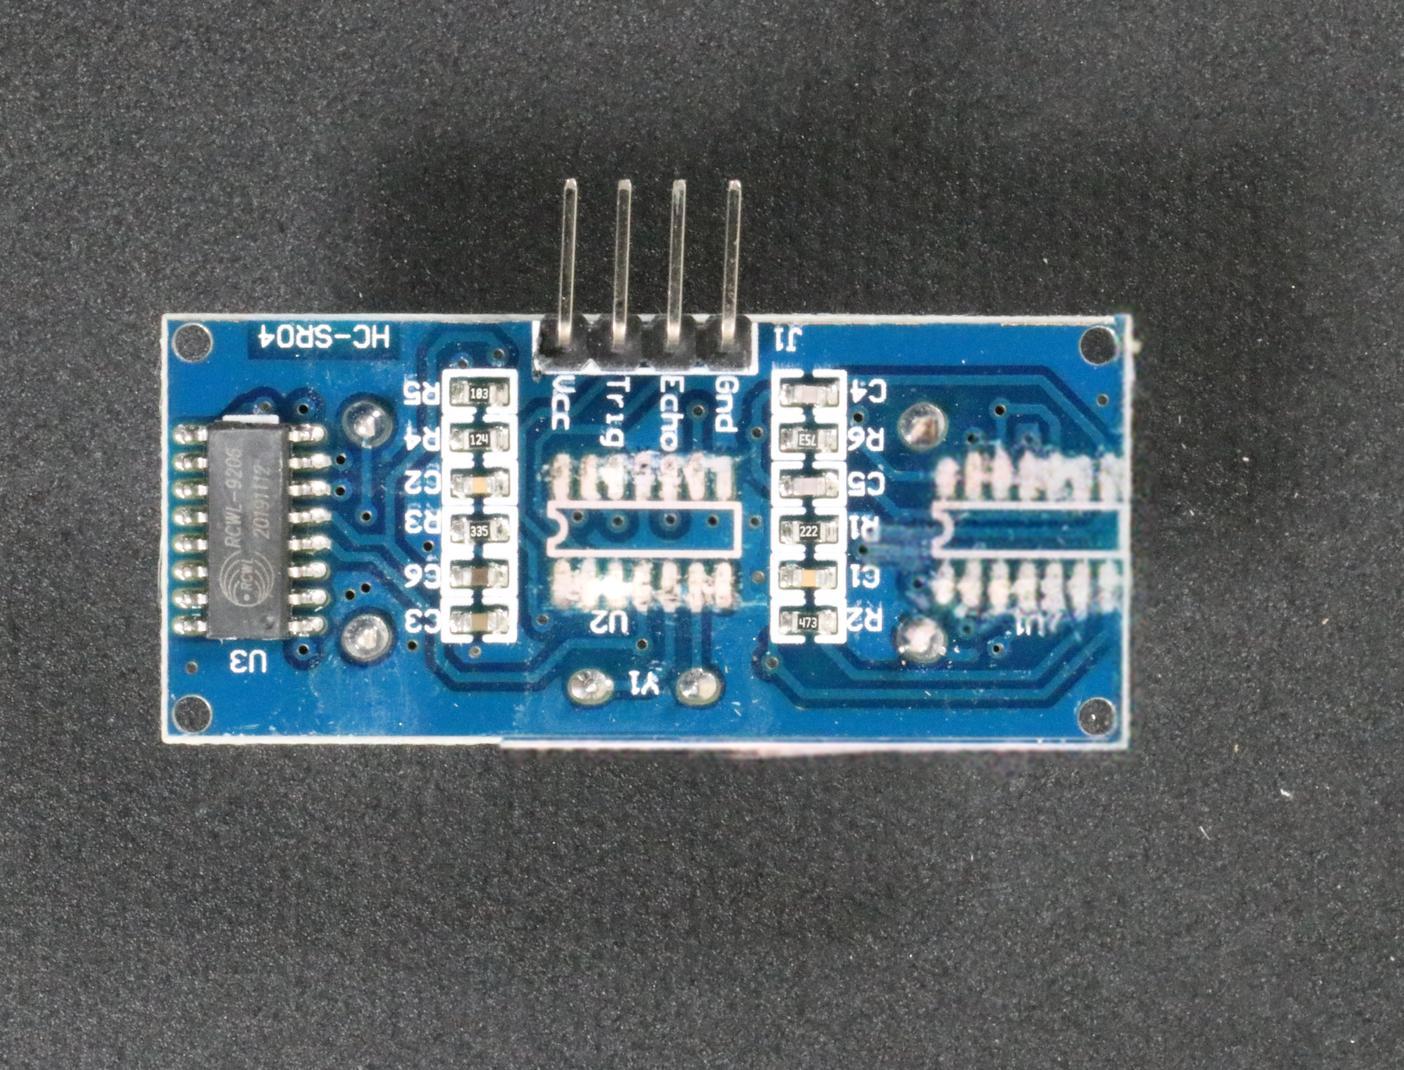 HC-SR04
J1
Vcc
Trig
Echo
Gnd
R5
183
R4
124
C2
R3
335
C6
C3
C4
R6
753
C5
R1
222
C1
R2
473
RCWL-9206
20191112
RCWL
U3
U2
U1
Y1